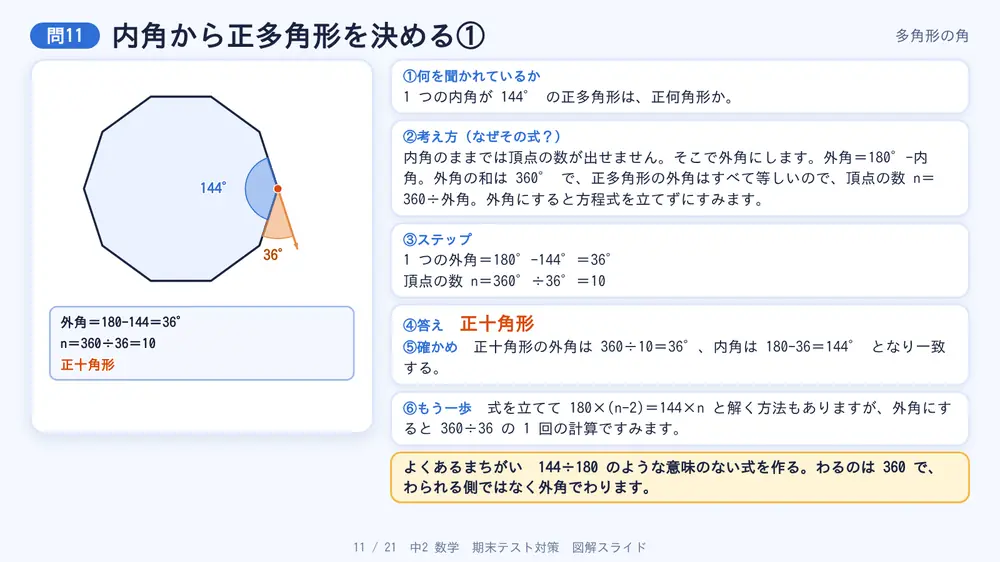 問11 内角から正多角形を決める①
多角形の角
144°
36°
外角＝180-144＝36°
n＝360÷36＝10
正十角形
①何を聞かれているか
1 つの内角が 144° の正多角形は、正何角形か。
②考え方（なぜその式？）
内角のままでは頂点の数が出せません。そこで外角にします。外角＝180°-内
角。外角の和は 360° で、正多角形の外角はすべて等しいので、頂点の数 n＝
360÷外角。外角にすると方程式を立てずにすみます。
③ステップ
1 つの外角＝180°-144°＝36°
頂点の数 n＝360°÷36°＝10
④答え 正十角形
⑤確かめ 正十角形の外角は 360÷10＝36°、内角は 180-36＝144° となり一致
する。
⑥もう一歩 式を立てて 180×(n-2)＝144×n と解く方法もありますが、外角にす
ると 360÷36 の 1 回の計算ですみます。
よくあるまちがい 144÷180 のような意味のない式を作る。わるのは 360 で、
わられる側ではなく外角でわります。
11 / 21 中2 数学 期末テスト対策 図解スライド